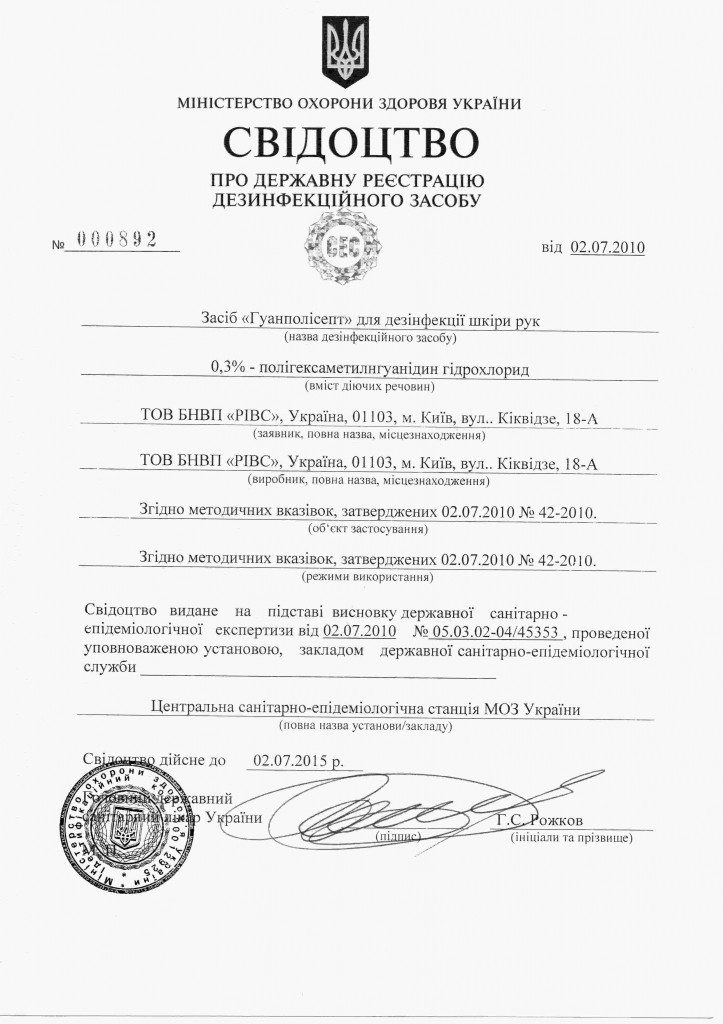 МІНІСТЕРСТВО ОХОРОНИ ЗДОРОВЯ УКРАЇНИ
СВІДОЦТВО
ПРО ДЕРЖАВНУ РЕЄСТРАЦІЮ
ДЕЗИНФЕКЦІЙНОГО ЗАСОБУ
№ 000892
СЕС
від 02.07.2010
Засіб «Гуанполісепт» для дезінфекції шкіри рук
(назва дезінфекційного засобу)
0,3% - полігексаметилнгуанідин гідрохлорид
(вміст діючих речовин)
ТОВ БНВП «РІВС», Україна, 01103, м. Київ, вул.. Кіквідзе, 18-А
(заявник, повна назва, місцезнаходження)
ТОВ БНВП «РІВС», Україна, 01103, м. Київ, вул.. Кіквідзе, 18-А
(виробник, повна назва, місцезнаходження)
Згідно методичних вказівок, затверджених 02.07.2010 № 42-2010.
(об‘єкт застосування)
Згідно методичних вказівок, затверджених 02.07.2010 № 42-2010.
(режими використання)
Свідоцтво видане на підставі висновку державної санітарно -
епідеміологічної експертизи від 02.07.2010 № 05.03.02-04/45353 , проведеної
уповноваженою установою, закладом державної санітарно-епідеміологічної
служби
Центральна санітарно-епідеміологічна станція МОЗ України
(повна назва установи/закладу)
Свідоцтво дійсне до 02.07.2015 р.
Головний державний
санітарний лікар України
(підпис)
Г.С. Рожков
(ініціали та прізвище)
Міністерство охорони здоров'я України